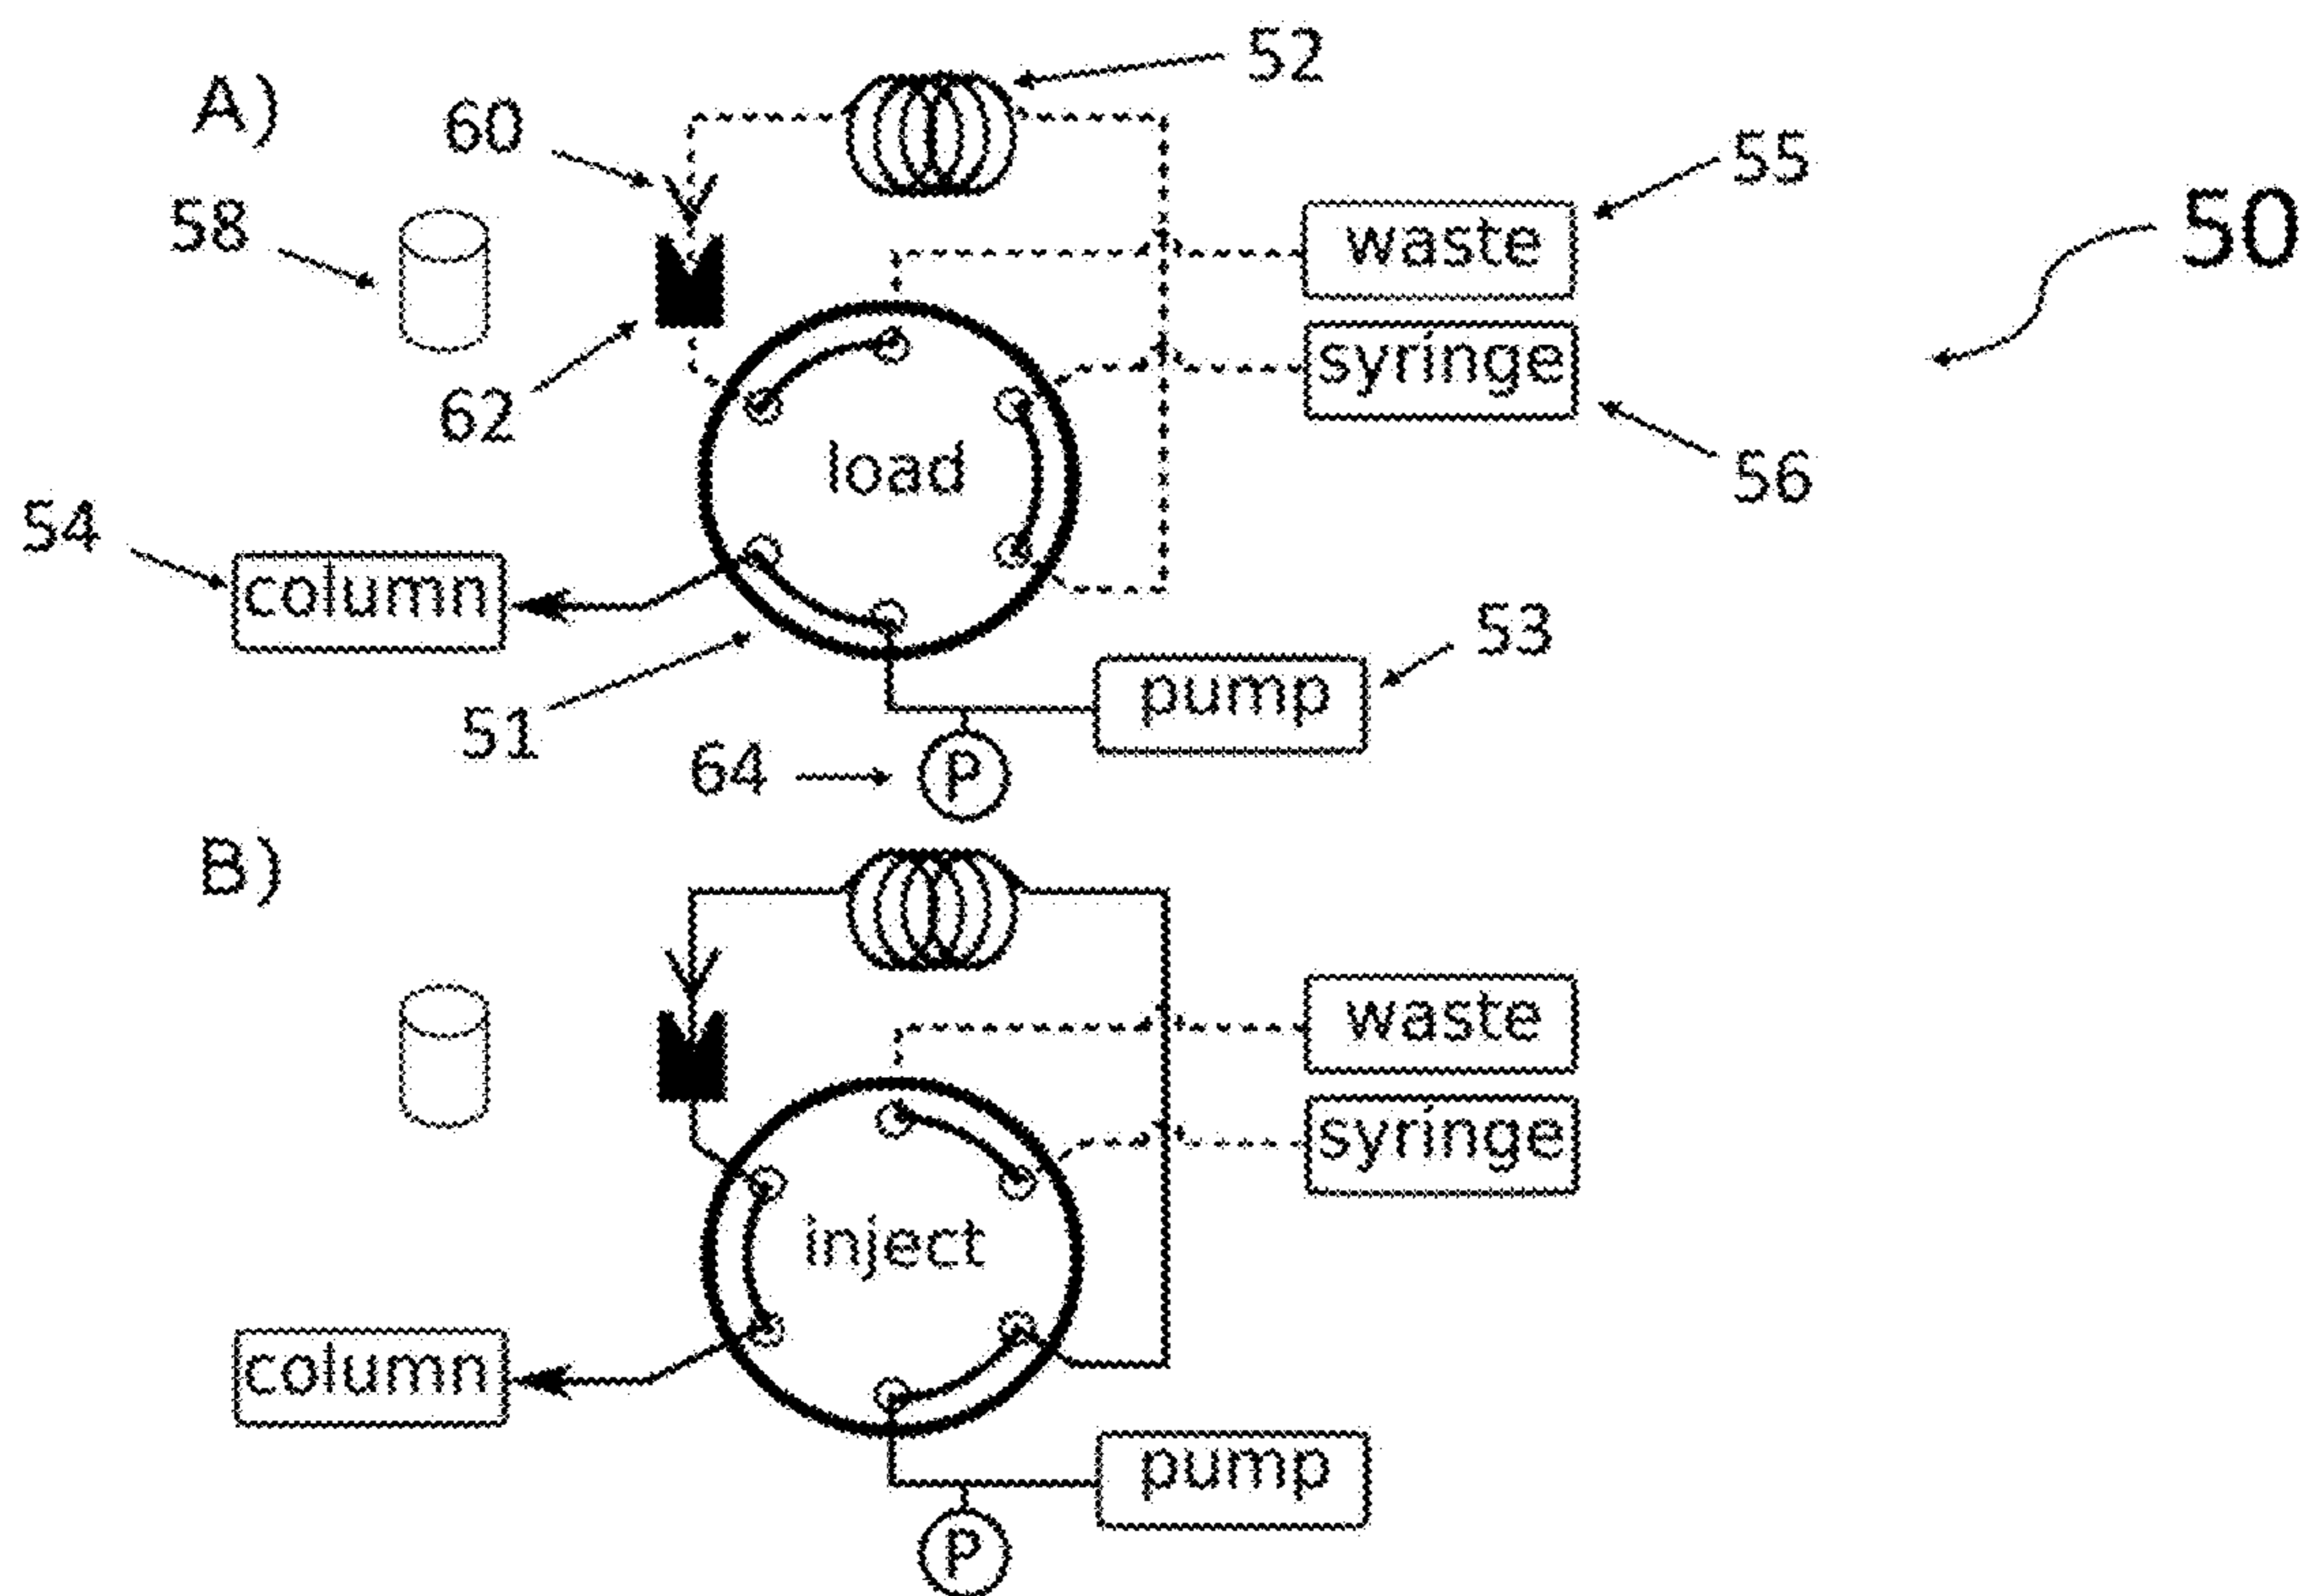 52
A)
60
55
58
waste
50
syringe
62
load
56
54
column
53
pump
51
64
P
B)
waste
syringe
inject
column
pump
P